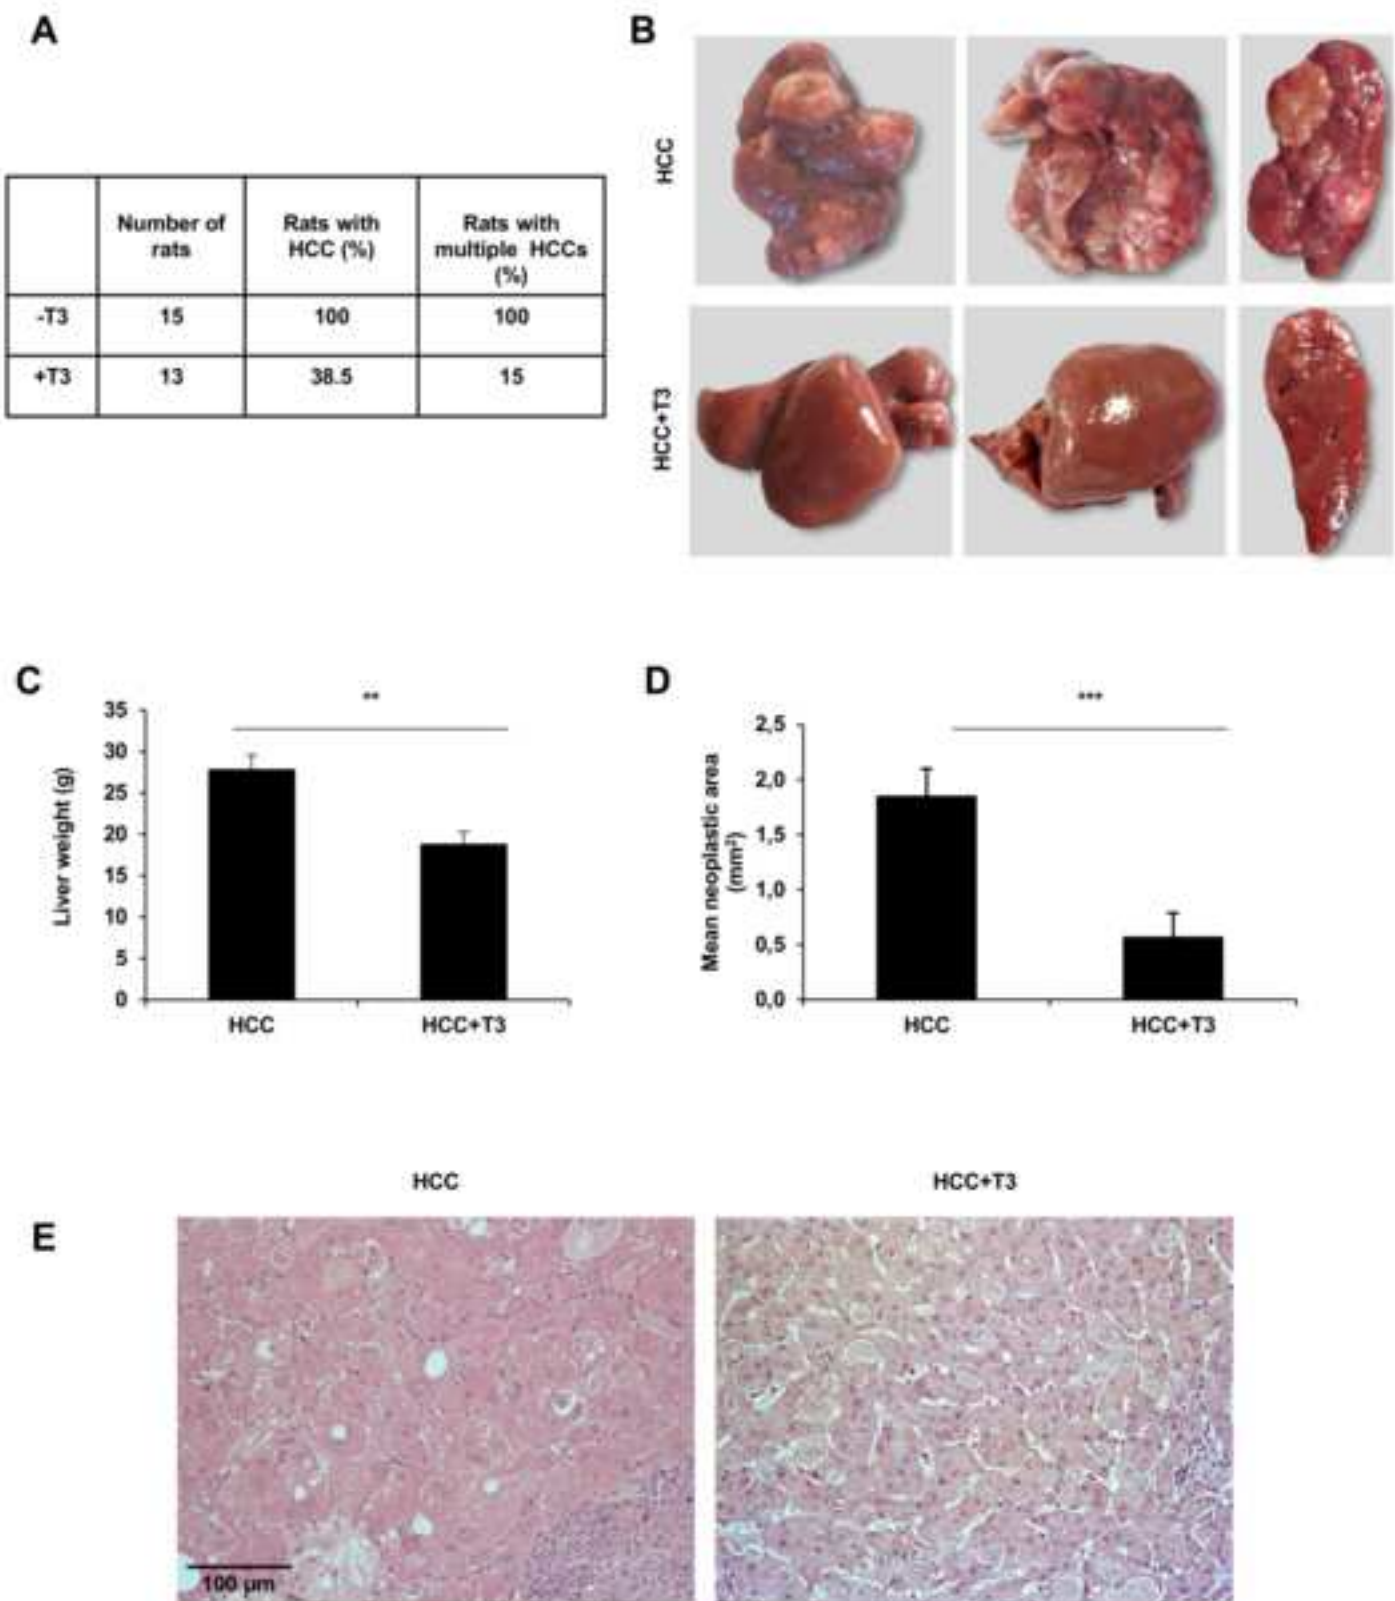 A
B
Number of
rats
Rats with
HCC (%)
Rats with
multiple HCCs
(%)
-T3
15
100
100
+T3
13
38.5
15
HCC
HCC+T3
C
**
Liver weight (g)
35
30
25
20
15
10
5
0
HCC
HCC+T3
D
***
Mean neoplastic area
(mm²)
2,5
2,0
1,5
1,0
0,5
0,0
HCC
HCC+T3
HCC
HCC+T3
E
100 µm